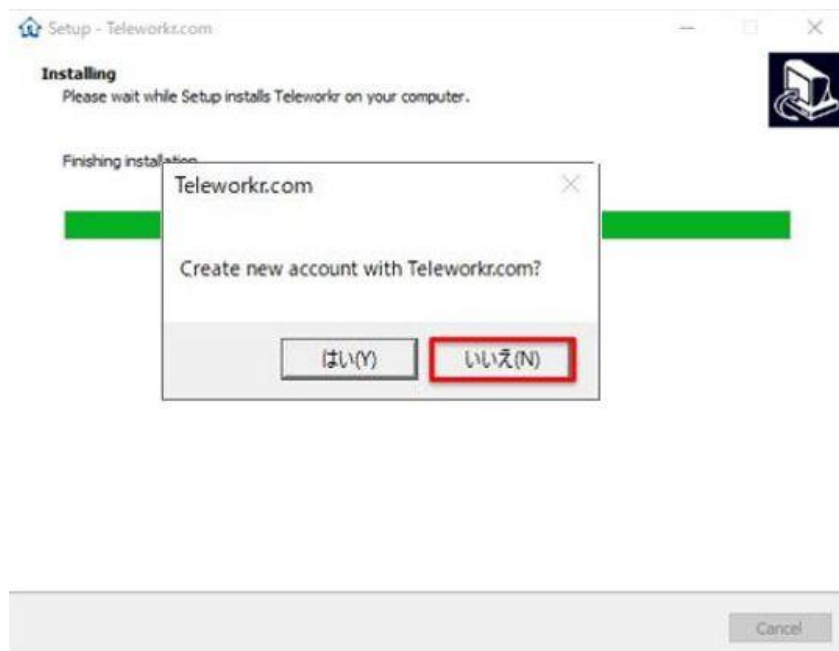 Setup - Teleworkr.com
Installing
Please wait while Setup installs Teleworkr on your computer.
Finishing installation
Teleworkr.com
Create new account with Teleworkr.com?
はい(Y) いいえ(N)
Cancel